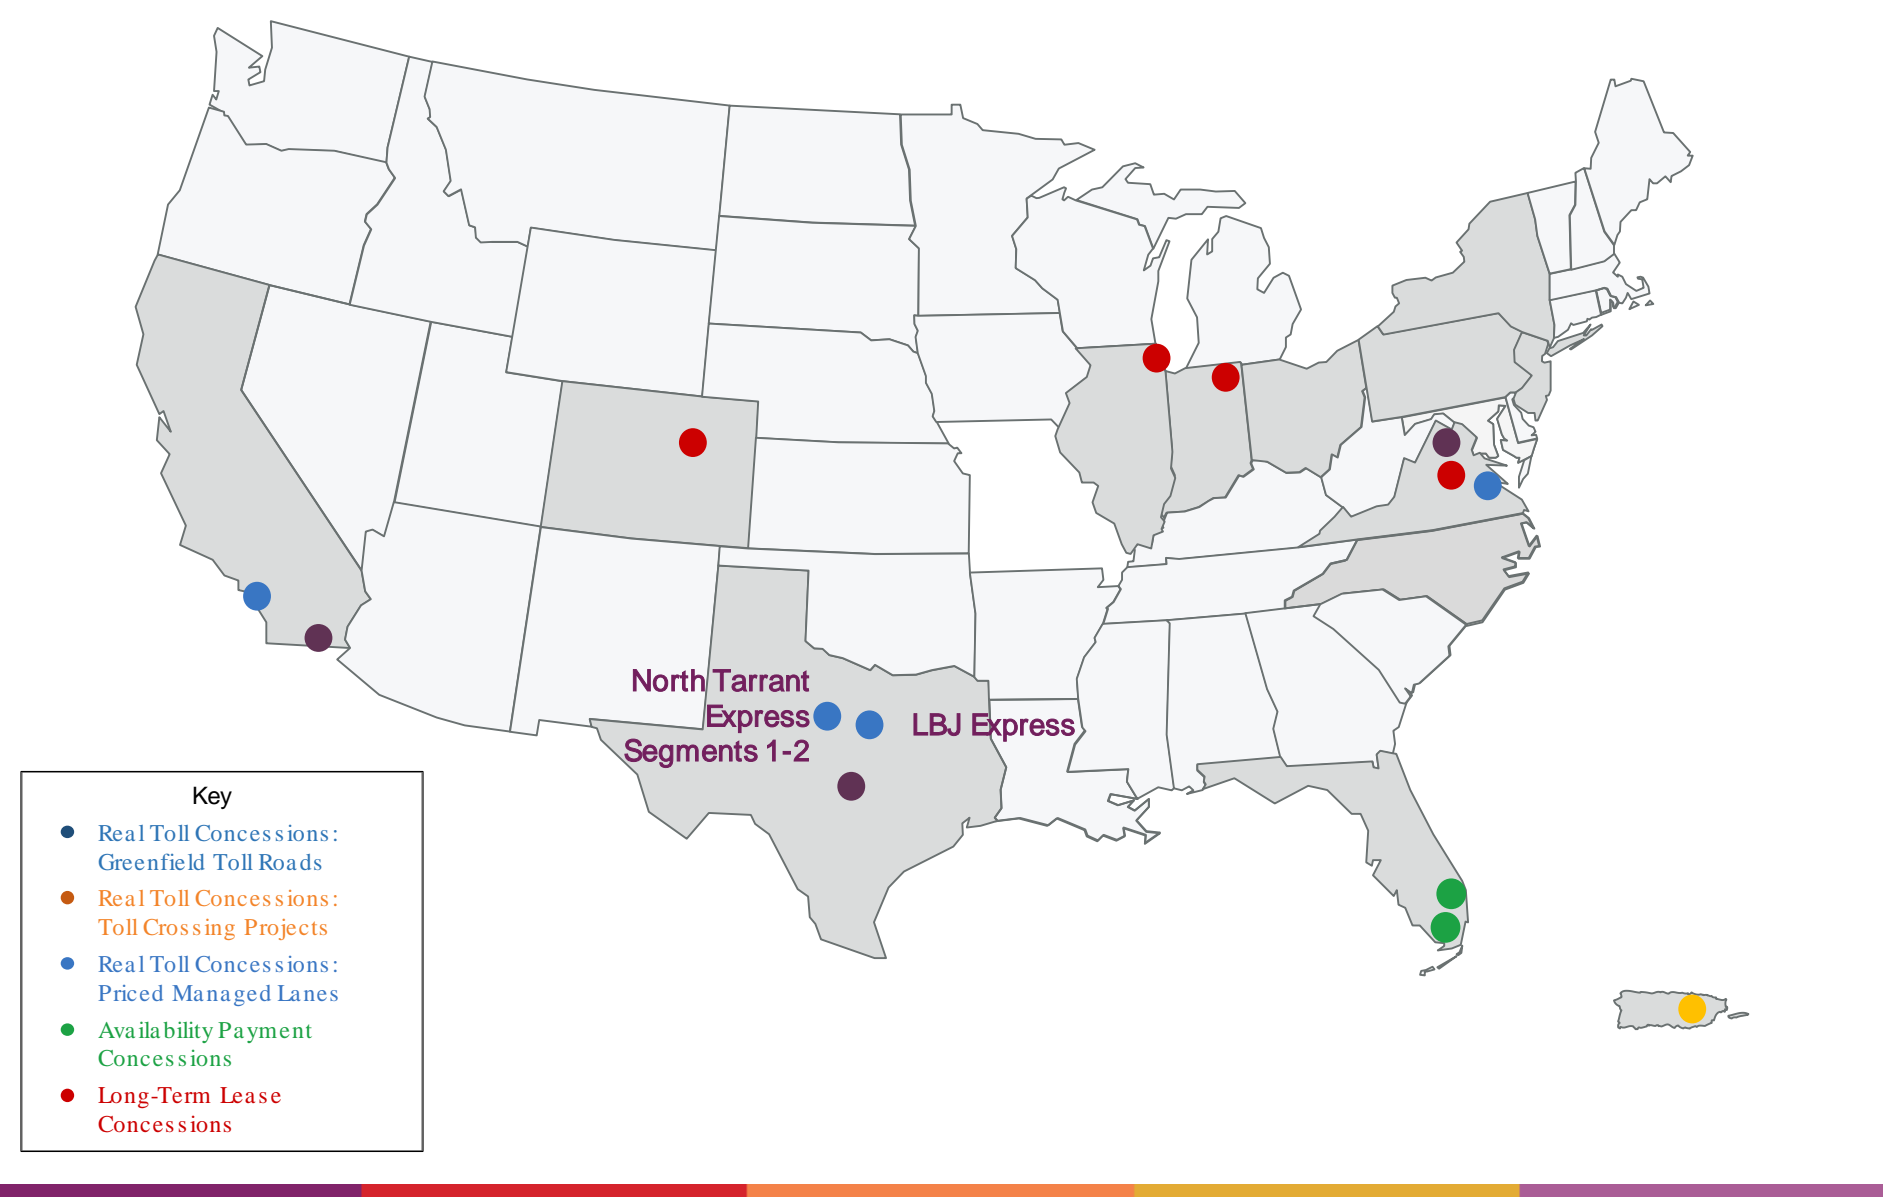 North Tarrant
Express
Segments 1-2
LBJ Express
Key
Real Toll Concessions:
Greenfield Toll Roads
Real Toll Concessions:
Toll Crossing Projects
Real Toll Concessions:
Priced Managed Lanes
Availability Payment
Concessions
Long-Term Lease
Concessions